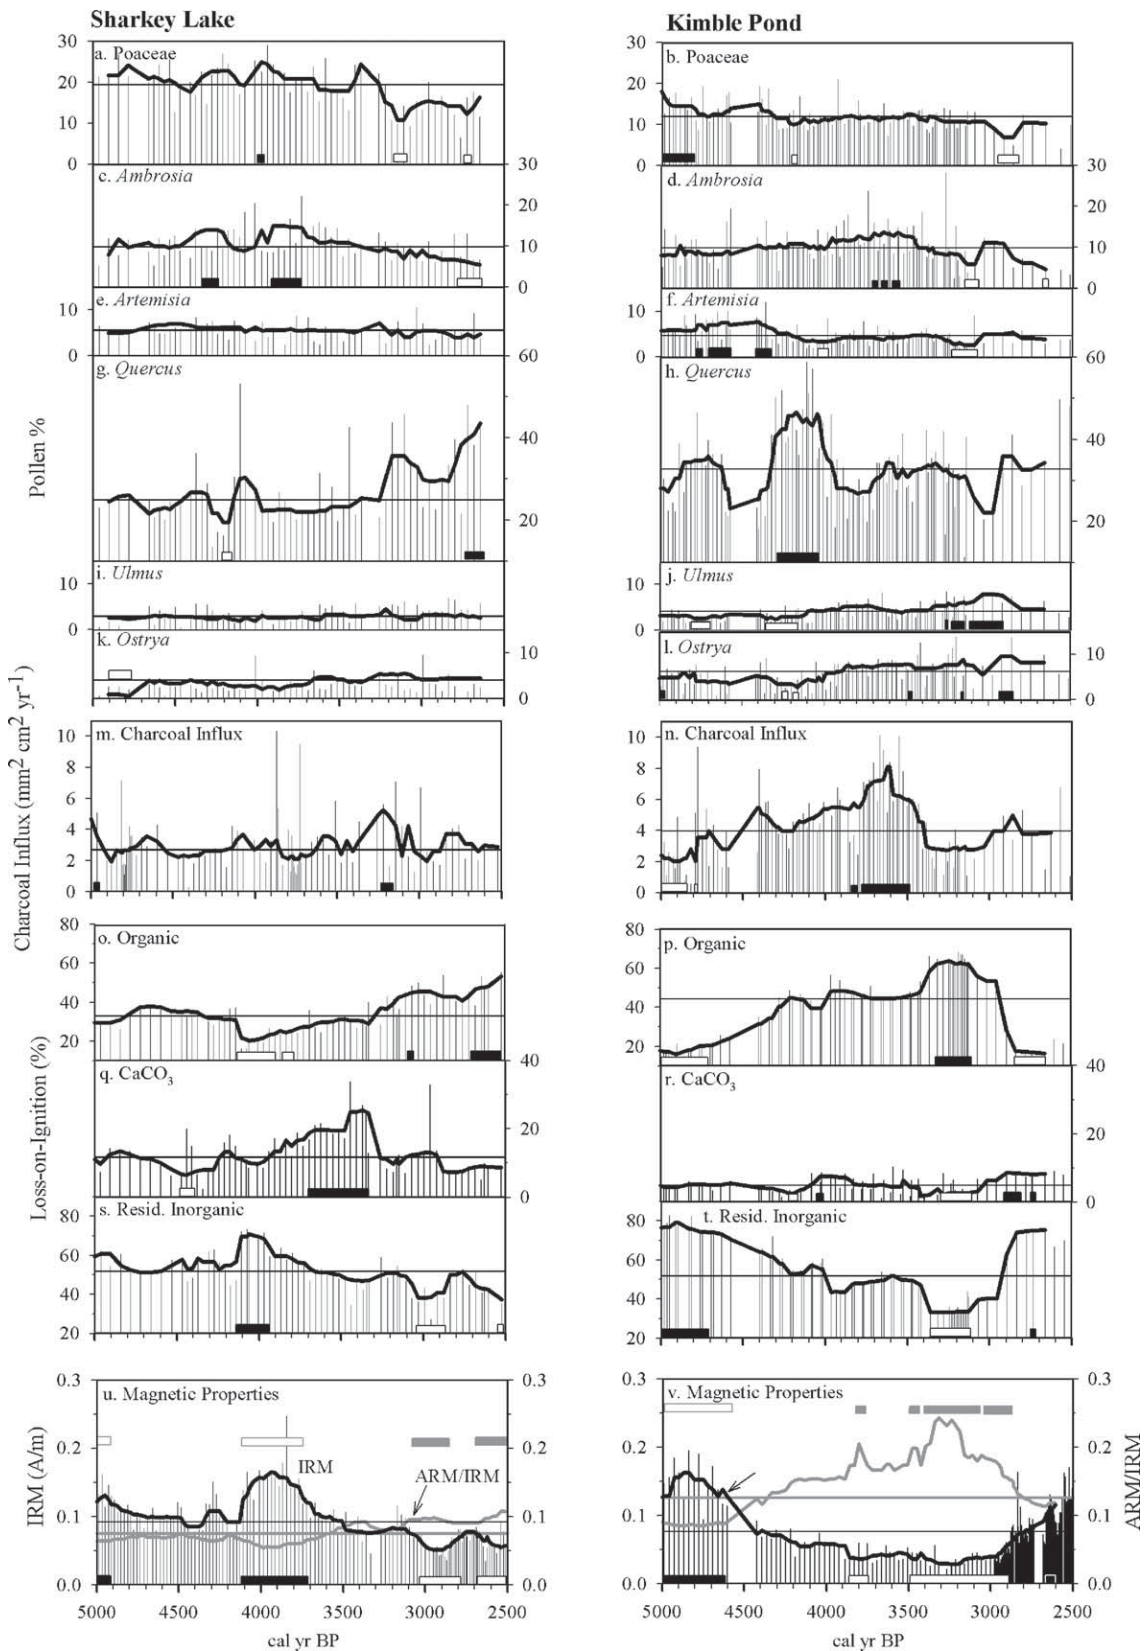 Sharkey Lake
Kimble Pond
a. Poaceae
30
20
10
0
30
b. Poaceae
30
20
10
0
30
c. Ambrosia
20
10
0
d. Ambrosia
20
10
0
e. Artemisia
10
0
60
f. Artemisia
10
0
60
g. Quercus
40
20
h. Quercus
40
20
i. Ulmus
10
0
j. Ulmus
10
0
k. Ostrya
10
0
l. Ostrya
10
0
Pollen %
m. Charcoal Influx
10
8
6
4
2
0
n. Charcoal Influx
10
8
6
4
2
0
Charcoal Influx (mm² cm² yr⁻¹)
o. Organic
80
60
40
20
40
p. Organic
80
60
40
20
40
q. CaCO₃
20
0
r. CaCO₃
20
0
s. Resid. Inorganic
80
60
40
20
t. Resid. Inorganic
80
60
40
20
Loss-on-Ignition (%)
u. Magnetic Properties
IRM
ARM/IRM
0.3
0.2
0.1
0.0
0.3
0.2
0.1
0.0
v. Magnetic Properties
0.3
0.2
0.1
0.0
0.3
0.2
0.1
0.0
IRM (A/m)
ARM/IRM
5000 4500 4000 3500 3000 2500
cal yr BP
5000 4500 4000 3500 3000 2500
cal yr BP